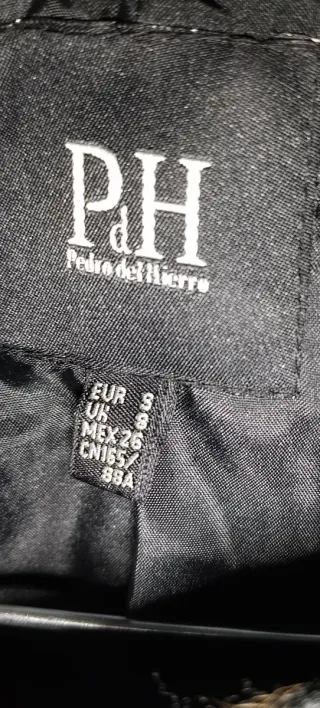 PdH
Pedro del Hierro
EUR S
UK 8
MEX 26
CN165/
88A